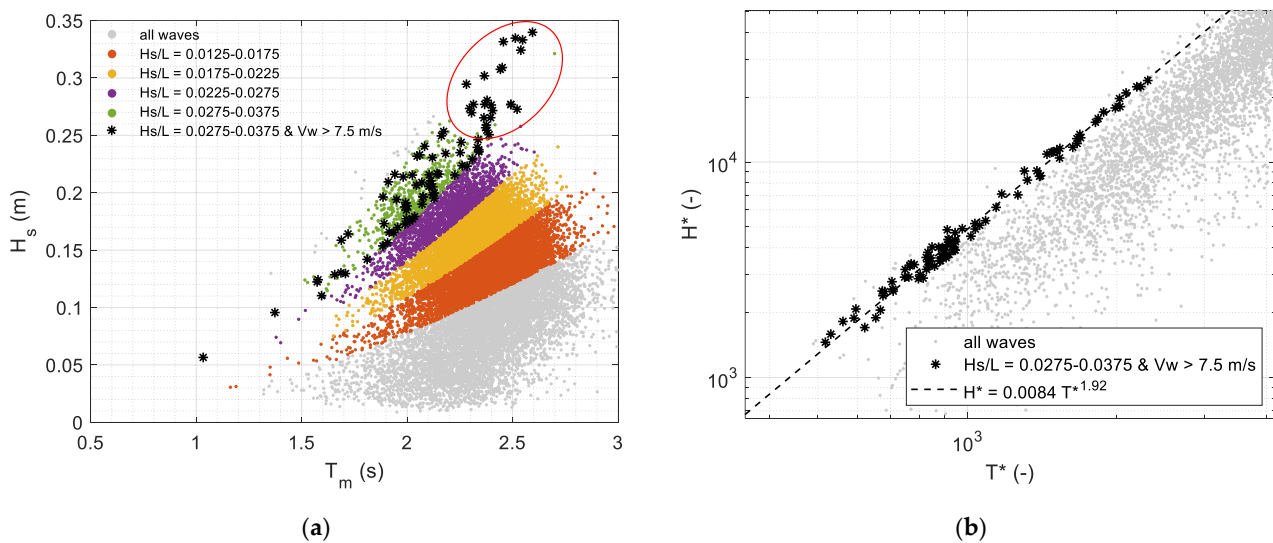 0.35
0.3
0.25
0.2
0.15
0.1
0.05
0
H_s (m)
all waves
Hs/L = 0.0125-0.0175
Hs/L = 0.0175-0.0225
Hs/L = 0.0225-0.0275
Hs/L = 0.0275-0.0375
Hs/L = 0.0275-0.0375 & Vw > 7.5 m/s
0.5 1 1.5 2 2.5 3
T_m (s)
(a)
10^4
10^3
H* (-)
all waves
Hs/L = 0.0275-0.0375 & Vw > 7.5 m/s
H* = 0.0084 T*^1.92
10^3
T* (-)
(b)